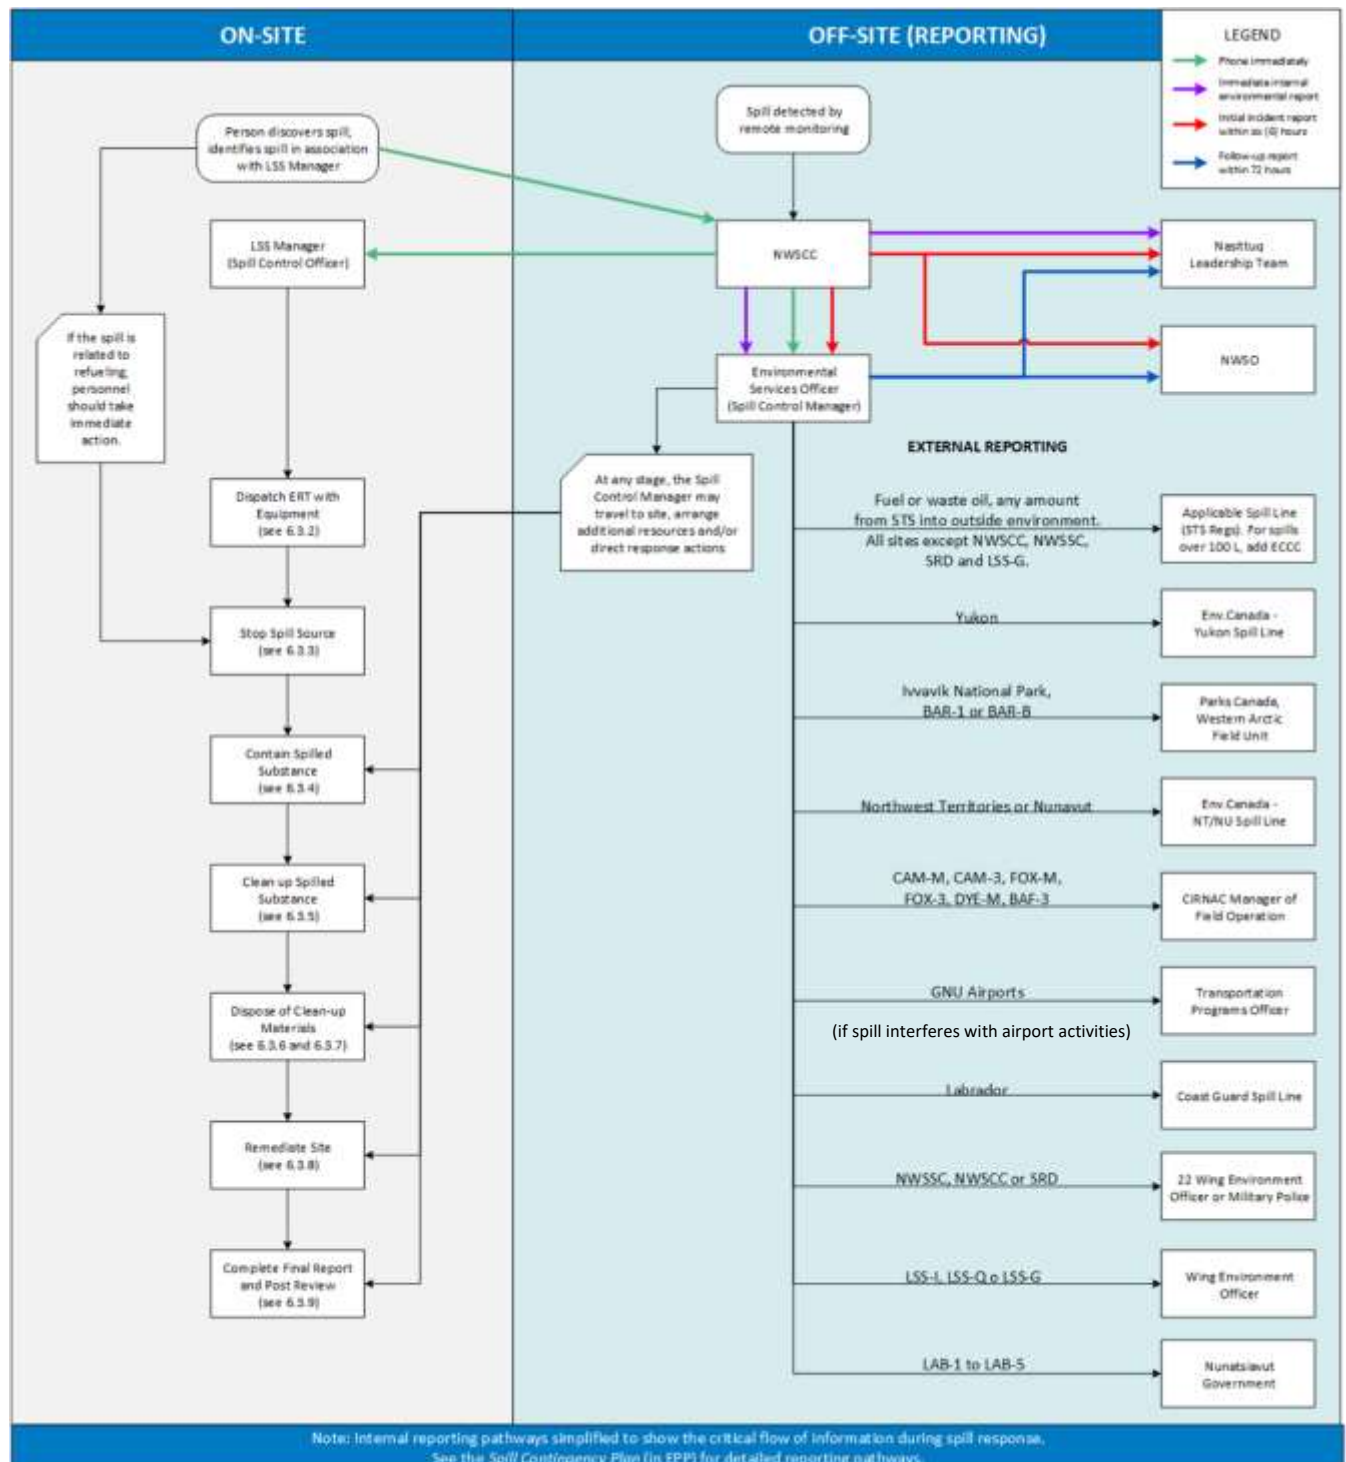 ON-SITE
OFF-SITE (REPORTING)
LEGEND
Phone immediately
Immediate internal
environmental report
Initial incident report
within six (6) hours
Follow-up report
within 72 hours
Person discovers spill,
identifies spill in association
with LSS Manager
Spill detected by
remote monitoring
LSS Manager
(Spill Control Officer)
NWSCC
Nasittuq
Leadership Team
If the spill is
related to
refueling,
personnel
should take
immediate
action.
NWSO
Environmental
Services Officer
(Spill Control Manager)
EXTERNAL REPORTING
At any stage, the Spill
Control Manager may
travel to site, arrange
additional resources and/or
direct response actions
Dispatch ERT with
Equipment
(see 6.3.2)
Fuel or waste oil, any amount
from STS into outside environment.
All sites except NWSCC, NWSSC,
SRD and LSS-G.
Applicable Spill Line
(STS Regs). For spills
over 100 L, add ECCC
Stop Spill Source
(see 6.3.3)
Yukon
Env.Canada -
Yukon Spill Line
Ivvavik National Park,
BAR-1 or BAR-B
Parks Canada,
Western Arctic
Field Unit
Contain Spilled
Substance
(see 6.3.4)
Northwest Territories or Nunavut
Env.Canada -
NT/NU Spill Line
Clean up Spilled
Substance
(see 6.3.5)
CAM-M, CAM-3, FOX-M,
FOX-3, DYE-M, BAF-3
CIRNAC Manager of
Field Operation
Dispose of Clean-up
Materials
(see 6.3.6 and 6.3.7)
GNU Airports
(if spill interferes with airport activities)
Transportation
Programs Officer
Labrador
Coast Guard Spill Line
Remediate Site
(see 6.3.8)
NWSSC, NWSCC or SRD
22 Wing Environment
Officer or Military Police
Complete Final Report
and Post Review
(see 6.3.9)
LSS-I, LSS-Q o LSS-G
Wing Environment
Officer
LAB-1 to LAB-5
Nunatsiavut
Government
Note: Internal reporting pathways simplified to show the critical flow of information during spill response.
See the Spill Contingency Plan (in EPP) for detailed reporting pathways.